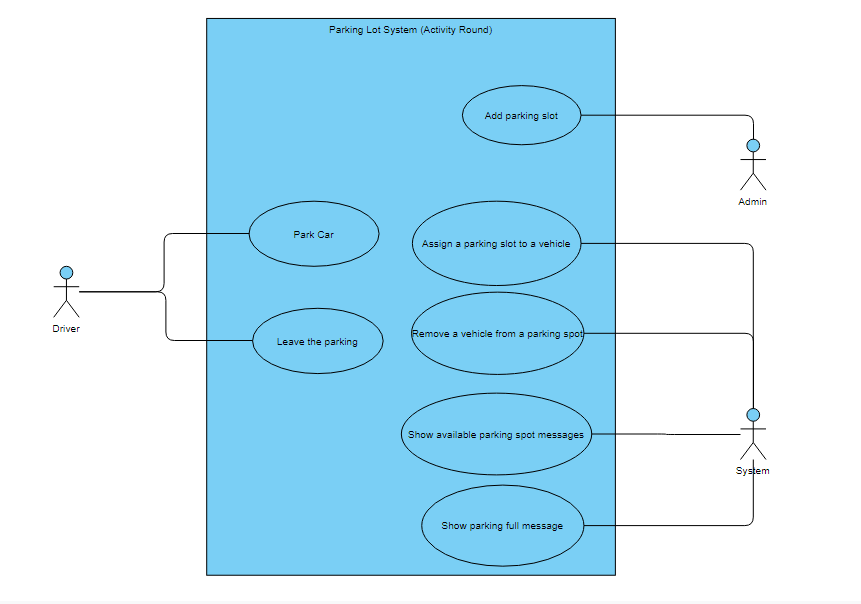 Parking Lot System (Activity Round)
Add parking slot
Admin
Park Car
Assign a parking slot to a vehicle
Driver
Leave the parking
Remove a vehicle from a parking spot
Show available parking spot messages
System
Show parking full message